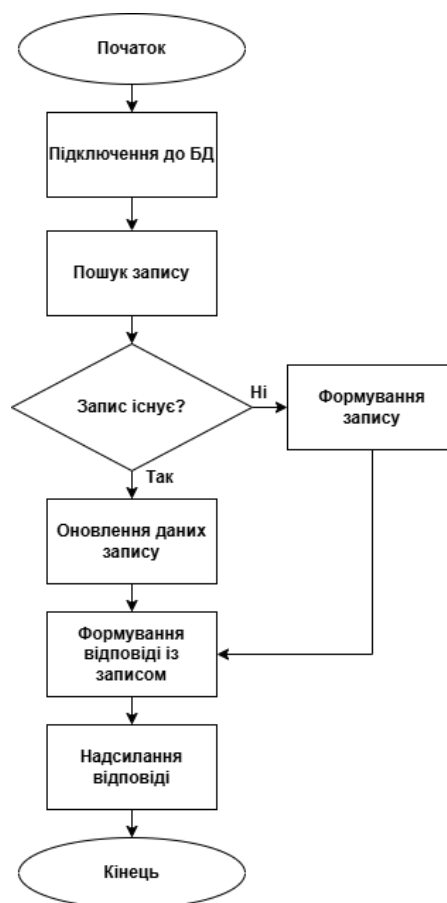 Початок
Підключення до БД
Пошук запису
Запис існує?
Ні
Формування
запису
Так
Оновлення даних
запису
Формування
відповіді із
записом
Надсилання
відповіді
Кінець